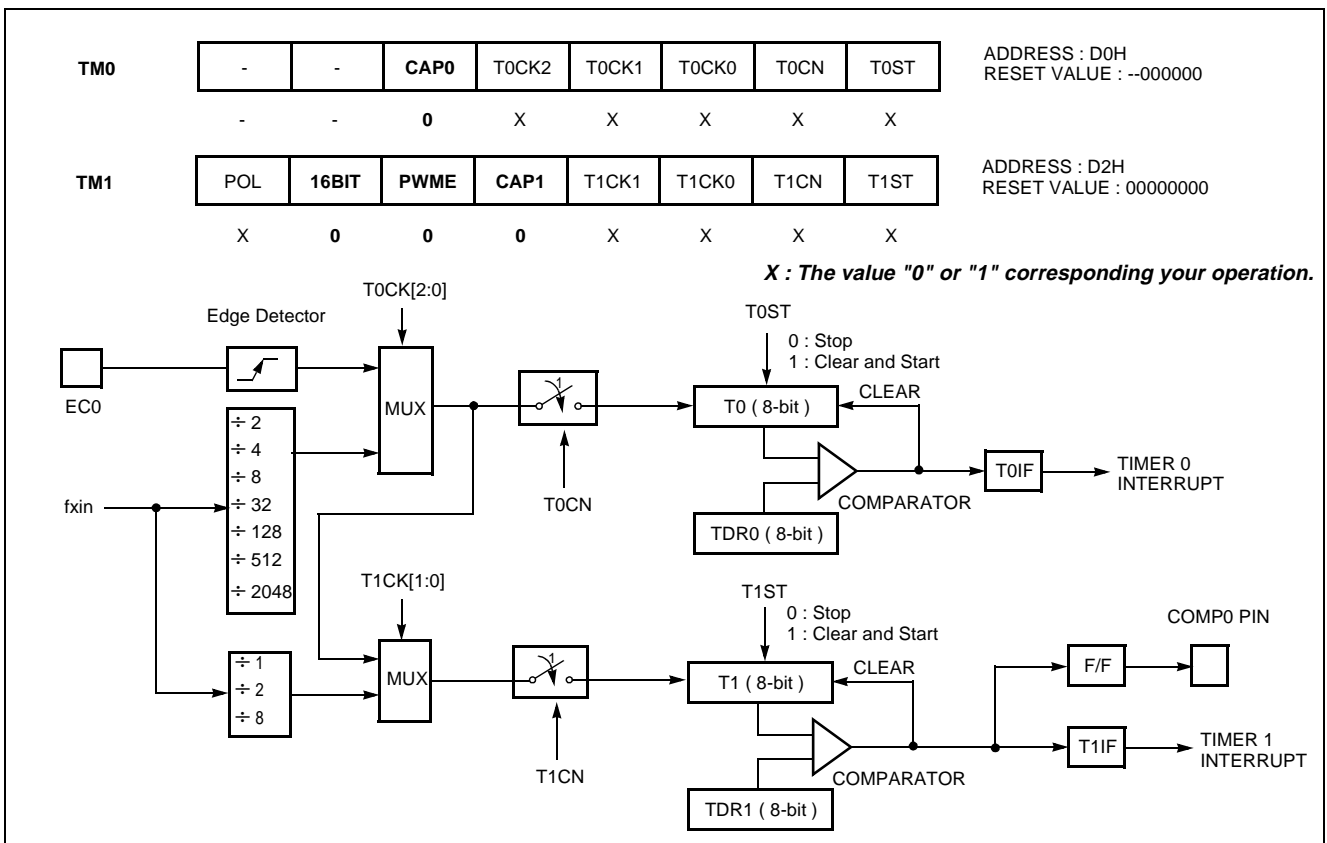 TM0 - - CAP0 T0CK2 T0CK1 T0CK0 T0CN T0ST
ADDRESS : D0H
RESET VALUE : --000000
- - 0 X X X X X
TM1 POL 16BIT PWME CAP1 T1CK1 T1CK0 T1CN T1ST
ADDRESS : D2H
RESET VALUE : 00000000
X 0 0 0 X X X X
X : The value "0" or "1" corresponding your operation.
T0CK[2:0]
Edge Detector
EC0
MUX
1
T0CN
T0ST
0 : Stop
1 : Clear and Start
T0 ( 8-bit )
CLEAR
COMPARATOR
TDR0 ( 8-bit )
T0IF
TIMER 0
INTERRUPT
fxin
÷ 2
÷ 4
÷ 8
÷ 32
÷ 128
÷ 512
÷ 2048
T1CK[1:0]
÷ 1
÷ 2
÷ 8
MUX
1
T1CN
T1ST
0 : Stop
1 : Clear and Start
T1 ( 8-bit )
CLEAR
COMPARATOR
TDR1 ( 8-bit )
COMP0 PIN
F/F
T1IF
TIMER 1
INTERRUPT